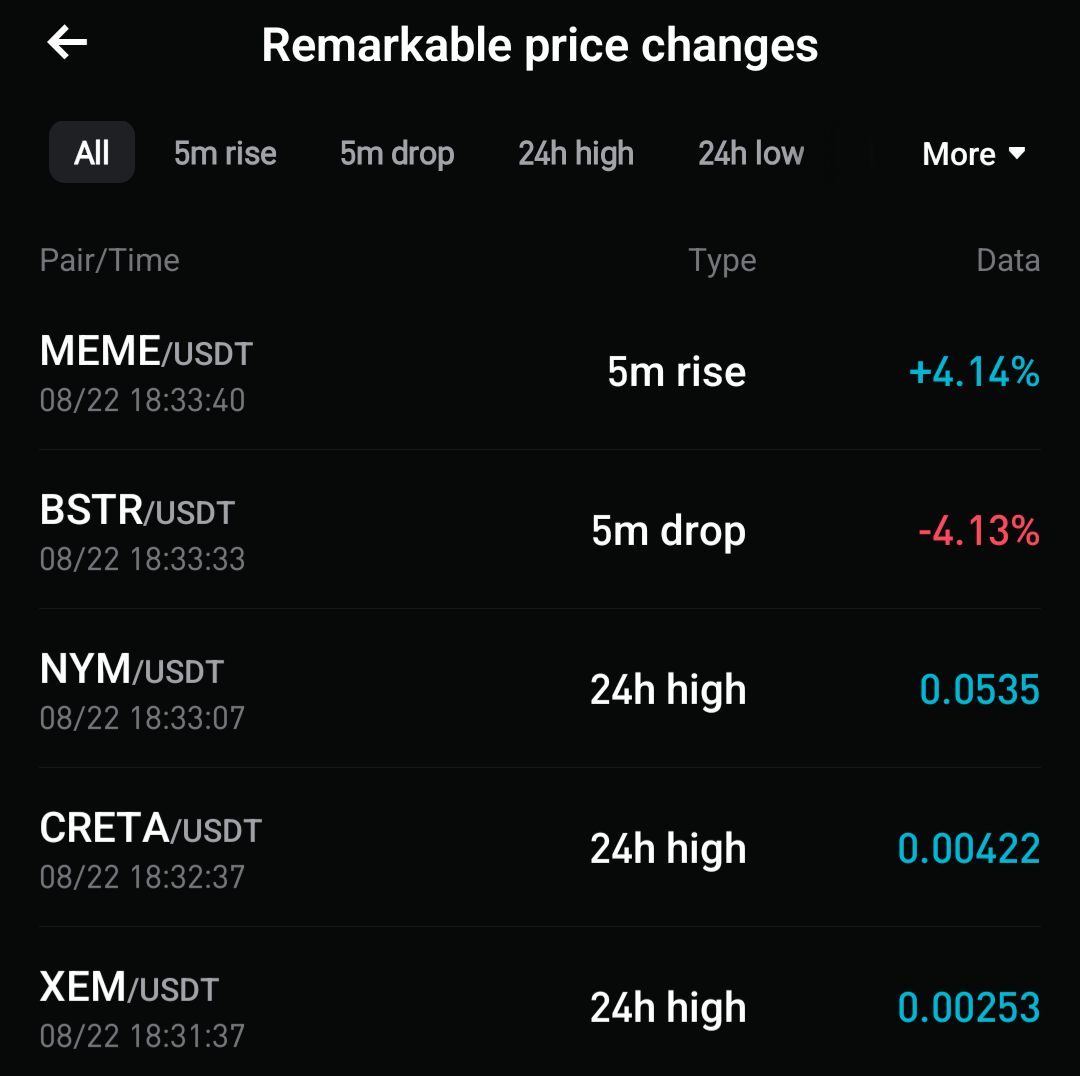 Remarkable price changes
All 5m rise 5m drop 24h high 24h low More
Pair/Time Type Data
MEME/USDT 5m rise +4.14%
08/22 18:33:40
BSTR/USDT 5m drop -4.13%
08/22 18:33:33
NYM/USDT 24h high 0.0535
08/22 18:33:07
CRETA/USDT 24h high 0.00422
08/22 18:32:37
XEM/USDT 24h high 0.00253
08/22 18:31:37